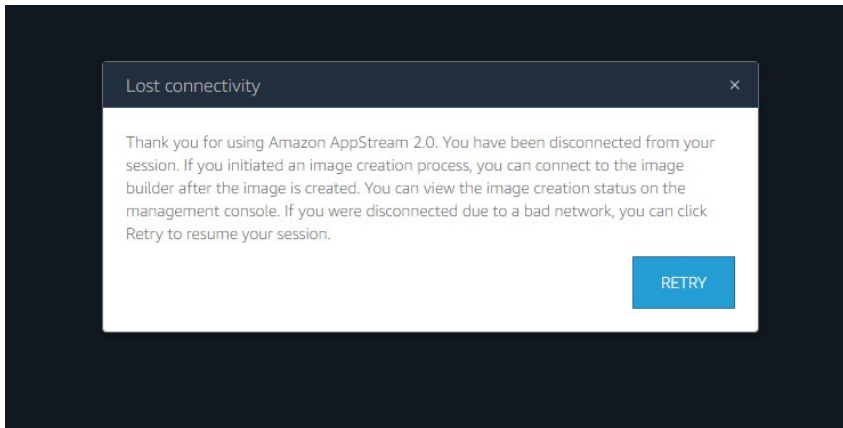 Lost connectivity ×
Thank you for using Amazon AppStream 2.0. You have been disconnected from your
session. If you initiated an image creation process, you can connect to the image
builder after the image is created. You can view the image creation status on the
management console. If you were disconnected due to a bad network, you can click
Retry to resume your session.
RETRY